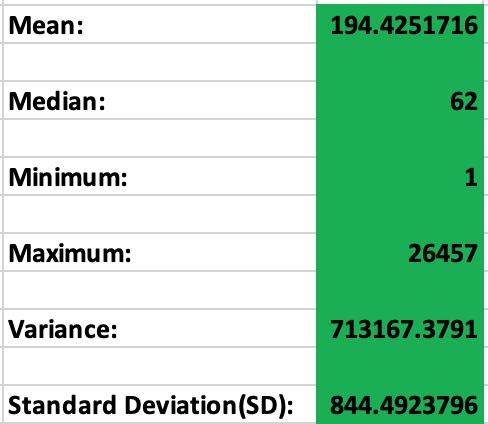 Mean: 194.4251716
Median: 62
Minimum: 1
Maximum: 26457
Variance: 713167.3791
Standard Deviation(SD): 844.4923796